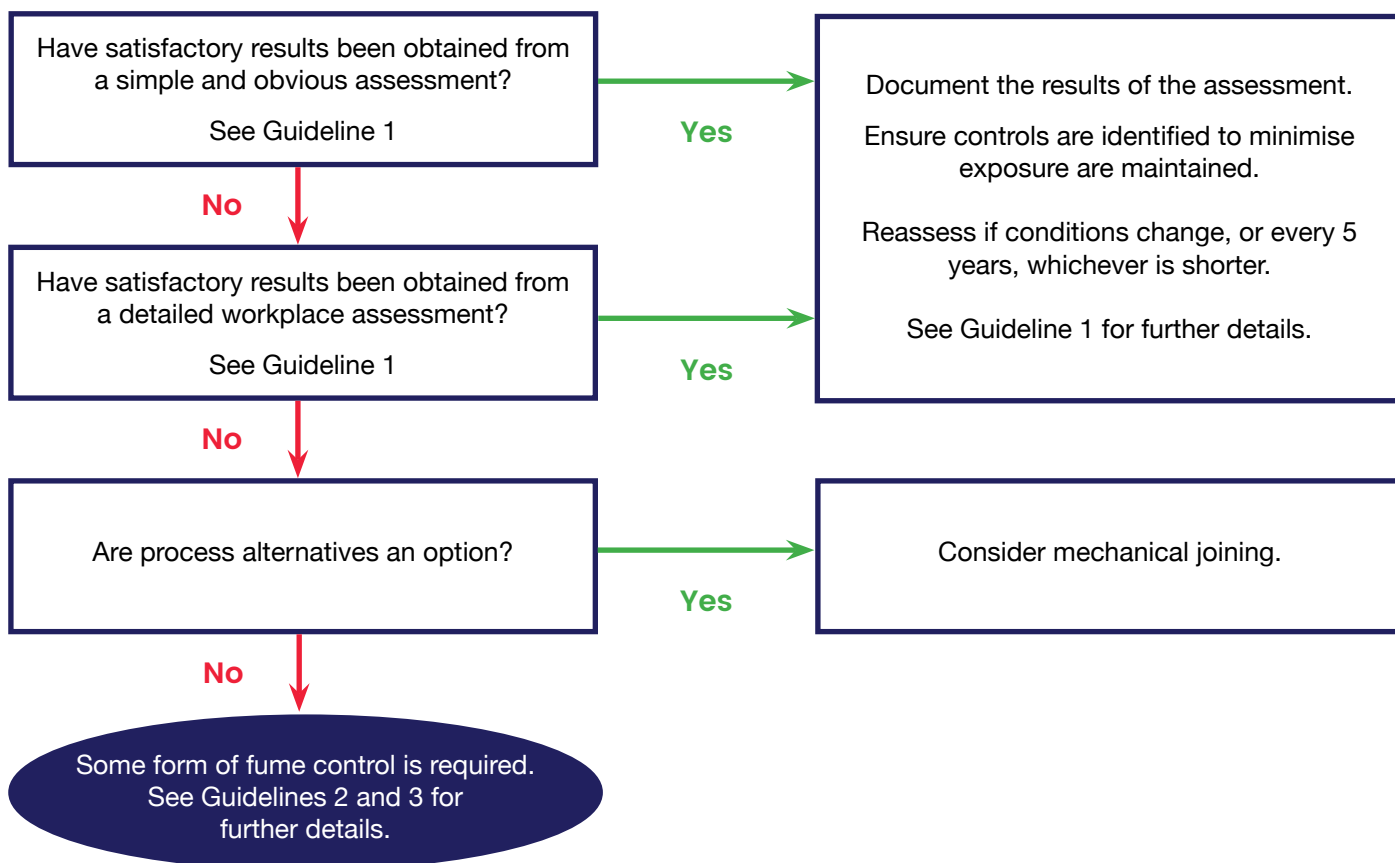 Have satisfactory results been obtained from
a simple and obvious assessment?
See Guideline 1
Yes
Document the results of the assessment.
Ensure controls are identified to minimise
exposure are maintained.
Reassess if conditions change, or every 5
years, whichever is shorter.
See Guideline 1 for further details.
No
Have satisfactory results been obtained from
a detailed workplace assessment?
See Guideline 1
Yes
No
Are process alternatives an option?
Yes
Consider mechanical joining.
No
Some form of fume control is required.
See Guidelines 2 and 3 for
further details.